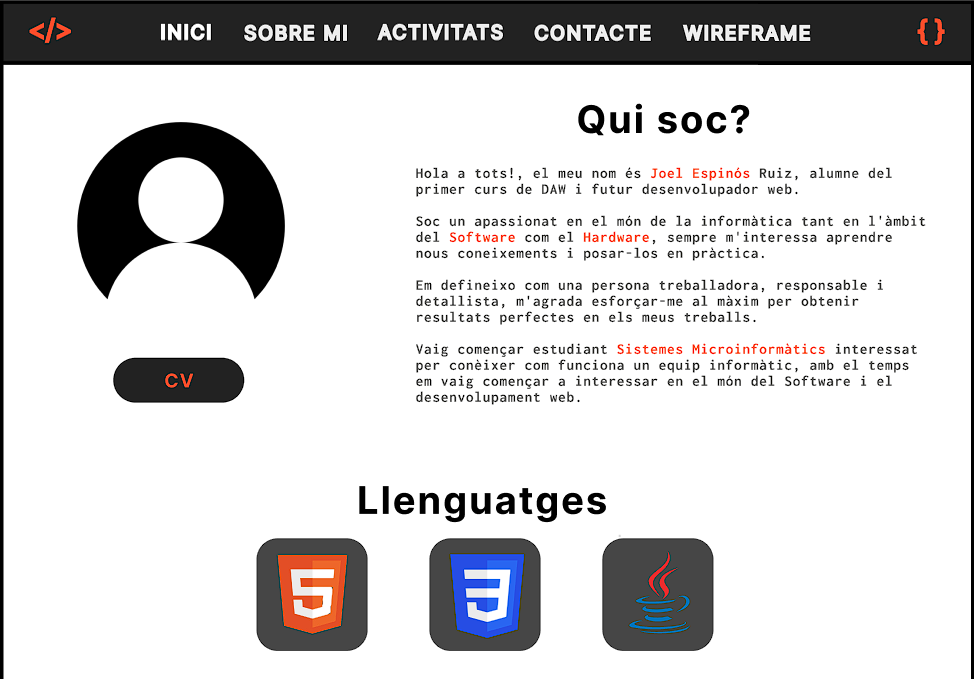 </>
INICI
SOBRE MI
ACTIVITATS
CONTACTE
WIREFRAME
{ }
Qui soc?
Hola a tots!, el meu nom és Joel Espinós Ruiz, alumne del
primer curs de DAW i futur desenvolupador web.
Soc un apassionat en el món de la informàtica tant en l'àmbit
del Software com el Hardware, sempre m'interessa aprendre
nous coneixements i posar-los en pràctica.
Em defineixo com una persona treballadora, responsable i
detallista, m'agrada esforçar-me al màxim per obtenir
resultats perfectes en els meus treballs.
Vaig començar estudiant Sistemes Microinformàtics interessat
per conèixer com funciona un equip informàtic, amb el temps
em vaig començar a interessar en el món del Software i el
desenvolupament web.
CV
Llenguatges
5
3